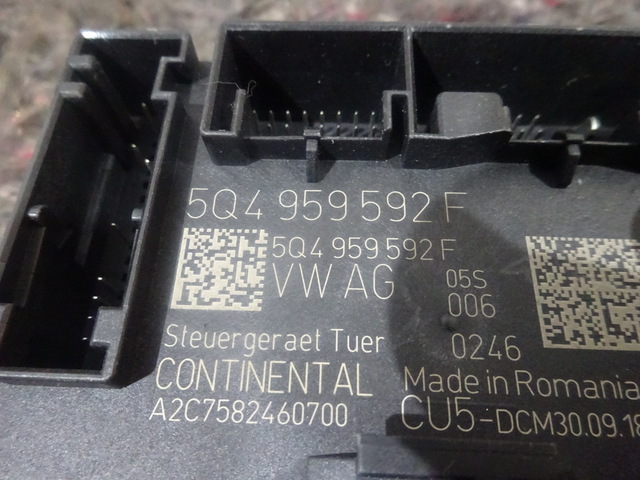 5Q4 959 592 F
5Q4 959 592 F
VW AG
05S
006
Steuergeraet Tuer
0246
CONTINENTAL
Made in Romania
A2C7582460700
CU5-DCM30.09.18